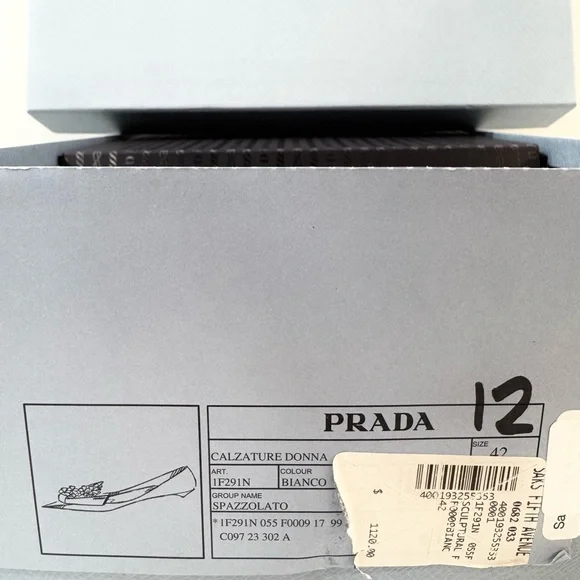 12
PRADA
SIZE
42
CALZATURE DONNA
ART.
1F291N
COLOUR
BIANCO
GROUP NAME
SPAZZOLATO
*1F291N 055 F0009 17 99
C097 23 302 A
SAKS FIFTH AVENUE
0682 033
400193255353
1F291N 055F
SCULPTURAL F
F0009BIANC
42
$ 1120.00
Sa